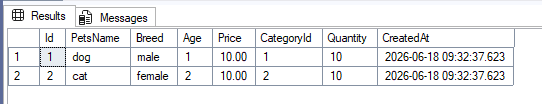 Results Messages
Id PetsName Breed Age Price CategoryId Quantity CreatedAt
1 1 dog male 1 10.00 1 10 2026-06-18 09:32:37.623
2 2 cat female 2 10.00 2 10 2026-06-18 09:32:37.623